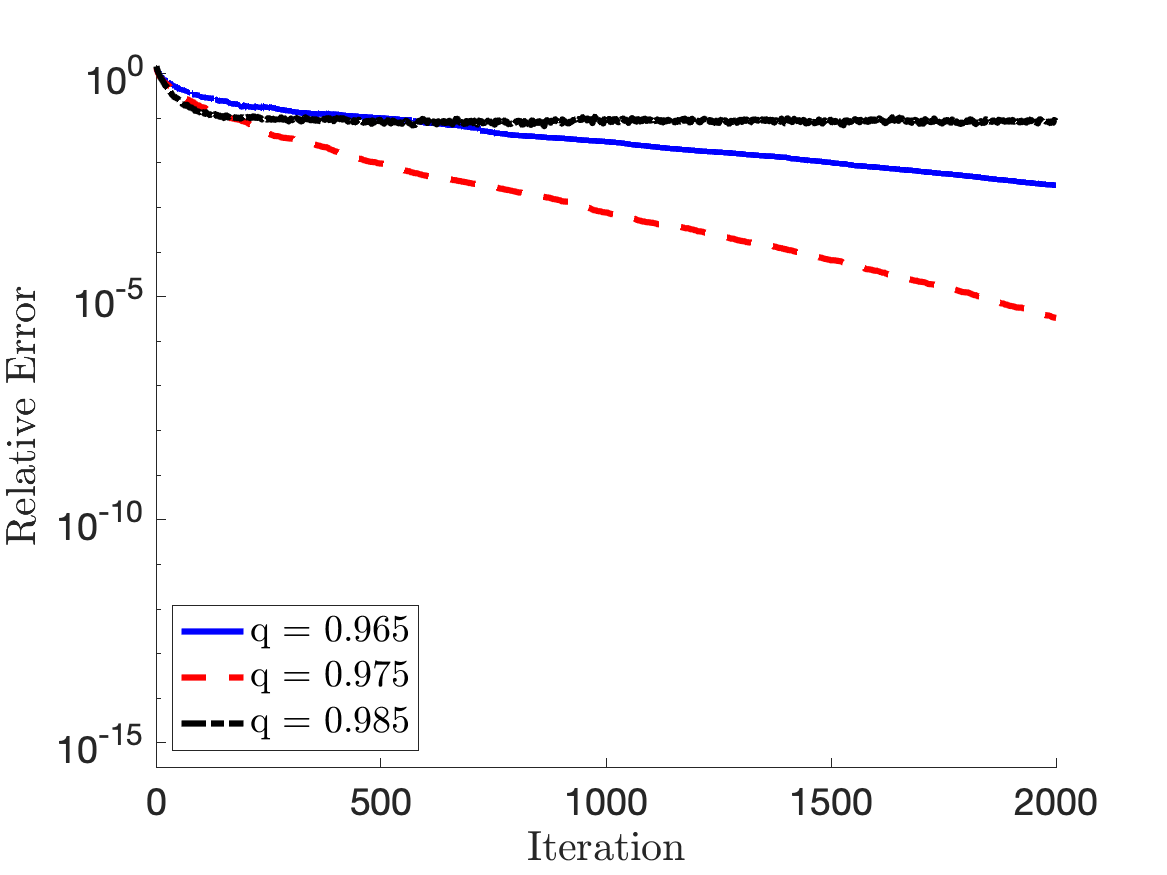 Relative Error
10^0
10^-5
10^-10
10^-15
q = 0.965
q = 0.975
q = 0.985
0 500 1000 1500 2000
Iteration